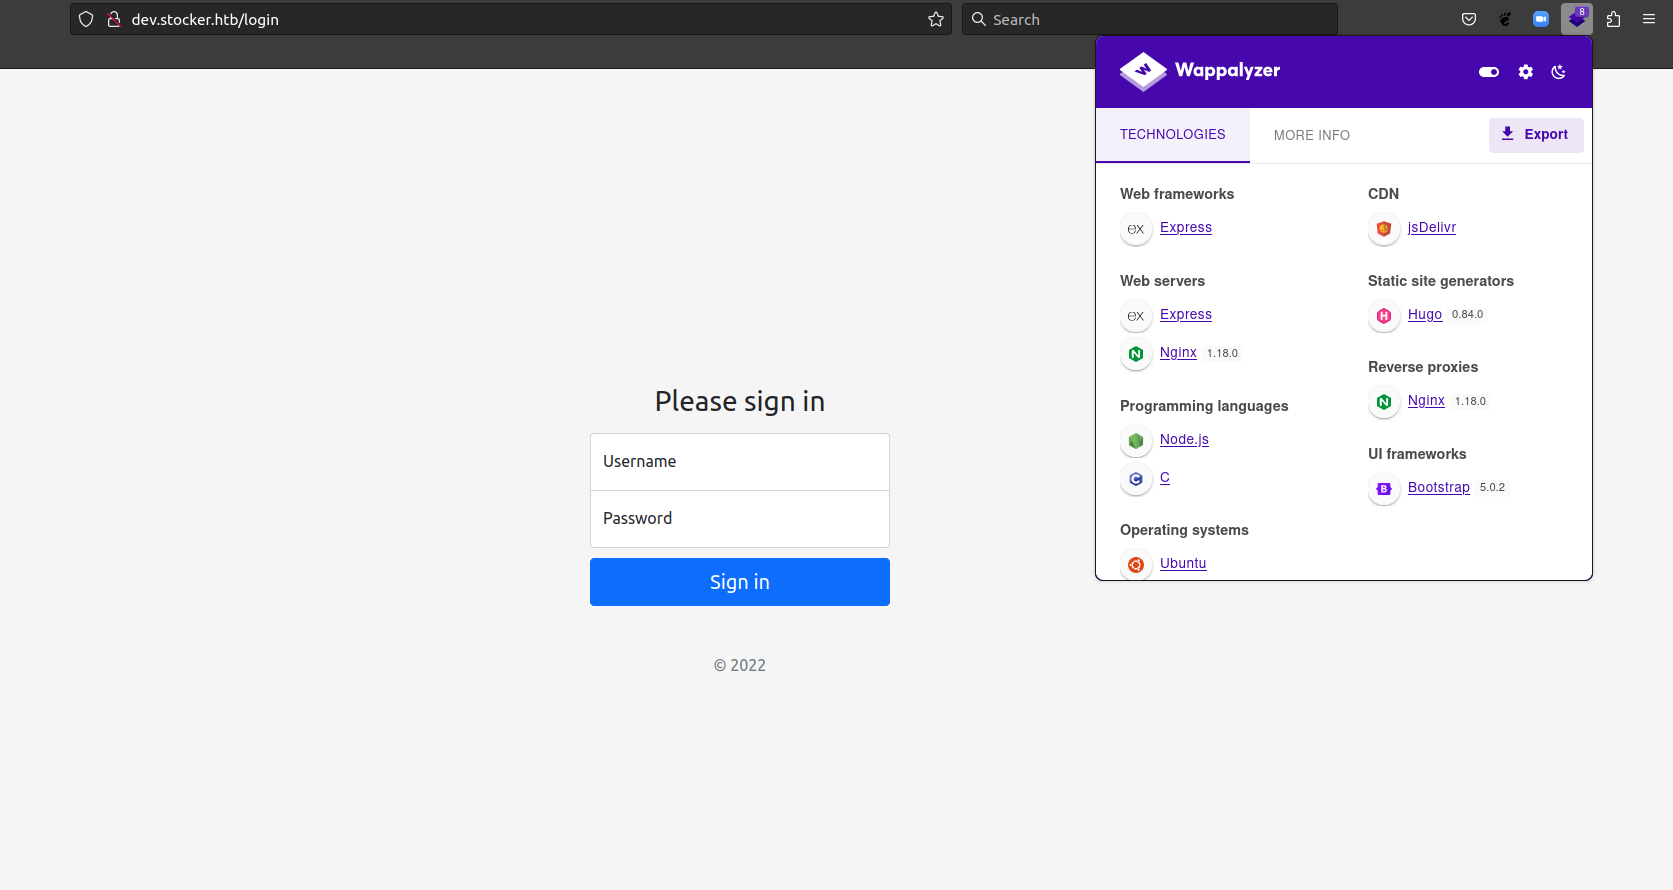 dev.stocker.htb/login
Search
8
Wappalyzer
TECHNOLOGIES
MORE INFO
Export
Web frameworks
ex
Express
Web servers
ex
Express
Nginx 1.18.0
Programming languages
Node.js
C
Operating systems
Ubuntu
CDN
jsDelivr
Static site generators
Hugo 0.84.0
Reverse proxies
Nginx 1.18.0
UI frameworks
Bootstrap 5.0.2
Please sign in
Username
Password
Sign in
© 2022